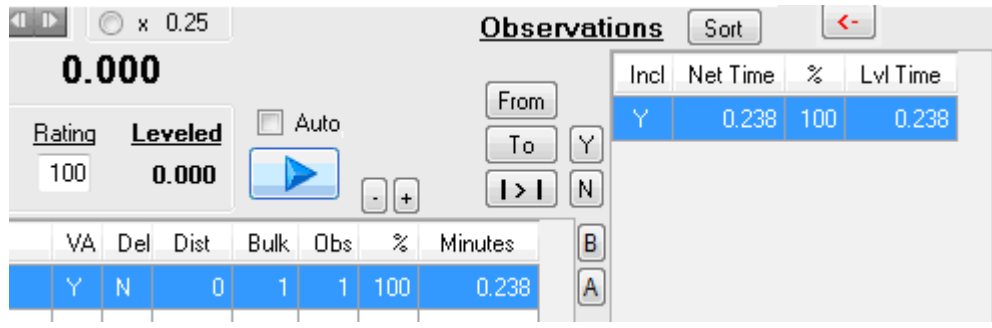 x 0.25
Observations Sort <-
0.000
Incl Net Time % Lvl Time
From
Y 0.238 100 0.238
Rating Leveled Auto
To Y
100 0.000
- + I > I N
VA Del Dist Bulk Obs % Minutes B
Y N 0 1 1 100 0.238 A